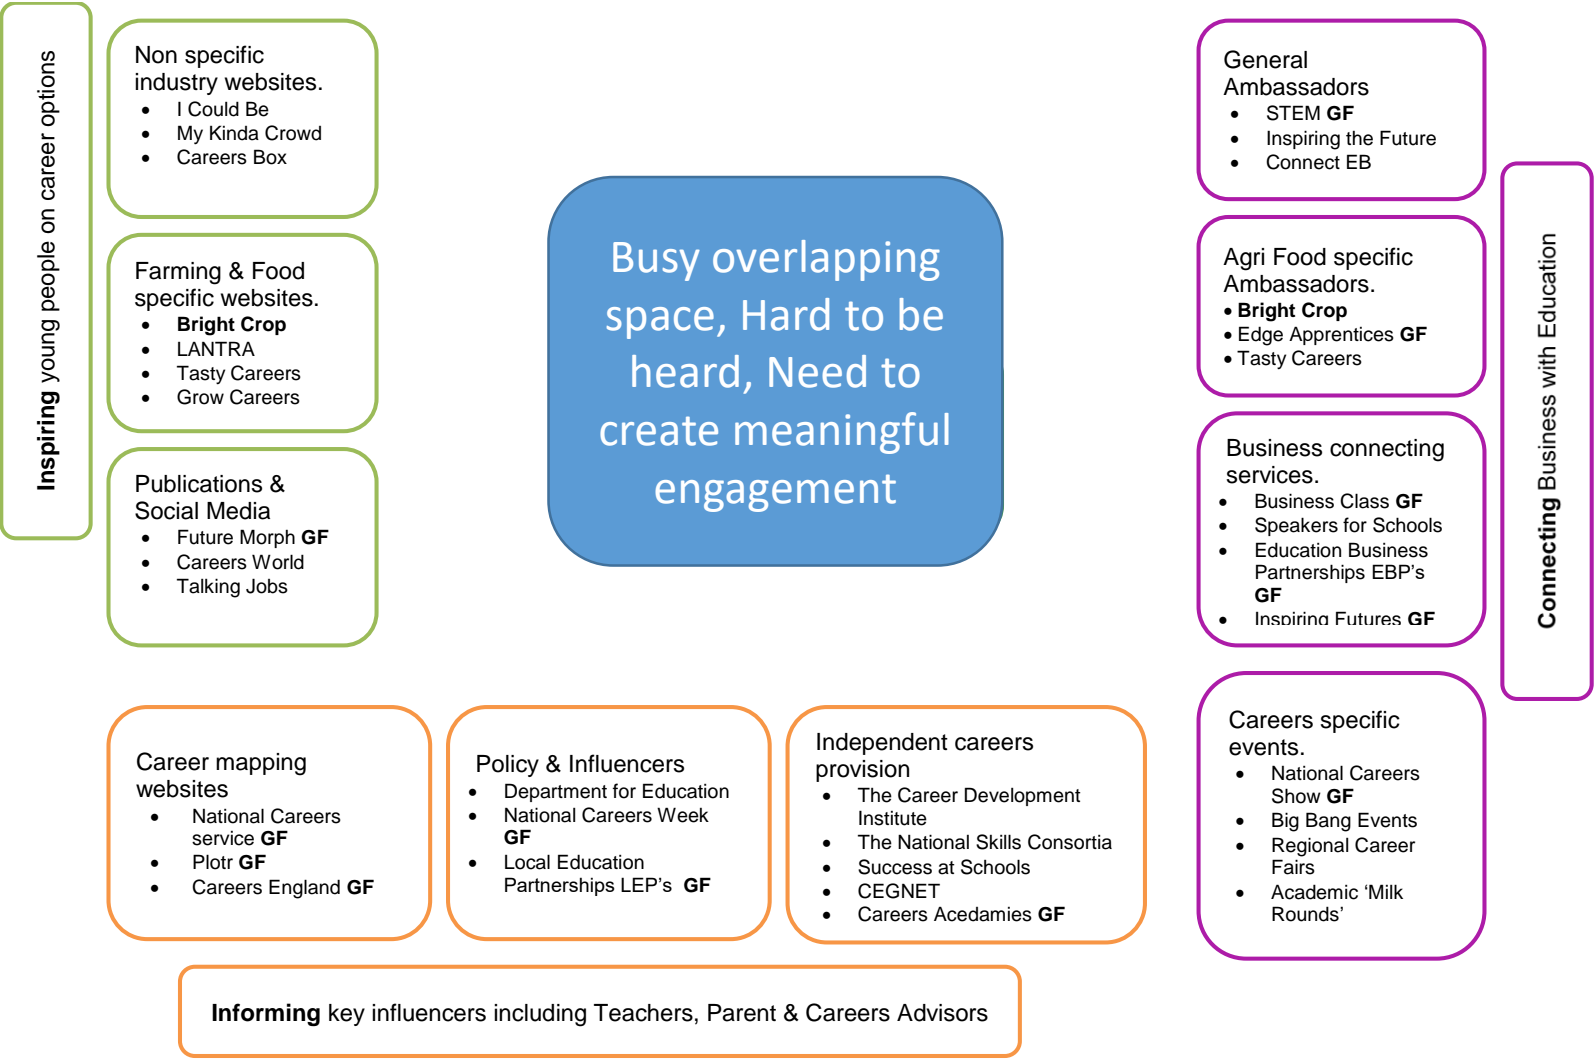 Inspiring young people on career options
Non specific
industry websites.
• I Could Be
• My Kinda Crowd
• Careers Box
Farming & Food
specific websites.
• Bright Crop
• LANTRA
• Tasty Careers
• Grow Careers
Publications &
Social Media
• Future Morph GF
• Careers World
• Talking Jobs
Busy overlapping
space, Hard to be
heard, Need to
create meaningful
engagement
General
Ambassadors
• STEM GF
• Inspiring the Future
• Connect EB
Agri Food specific
Ambassadors.
• Bright Crop
• Edge Apprentices GF
• Tasty Careers
Business connecting
services.
• Business Class GF
• Speakers for Schools
• Education Business
Partnerships EBP's
GF
• Inspiring Futures GF
Careers specific
events.
• National Careers
Show GF
• Big Bang Events
• Regional Career
Fairs
• Academic ‘Milk
Rounds’
Connecting Business with Education
Career mapping
websites
• National Careers
service GF
• Plotr GF
• Careers England GF
Policy & Influencers
• Department for Education
• National Careers Week
GF
• Local Education
Partnerships LEP's GF
Independent careers
provision
• The Career Development
Institute
• The National Skills Consortia
• Success at Schools
• CEGNET
• Careers Acedamies GF
Informing key influencers including Teachers, Parent & Careers Advisors